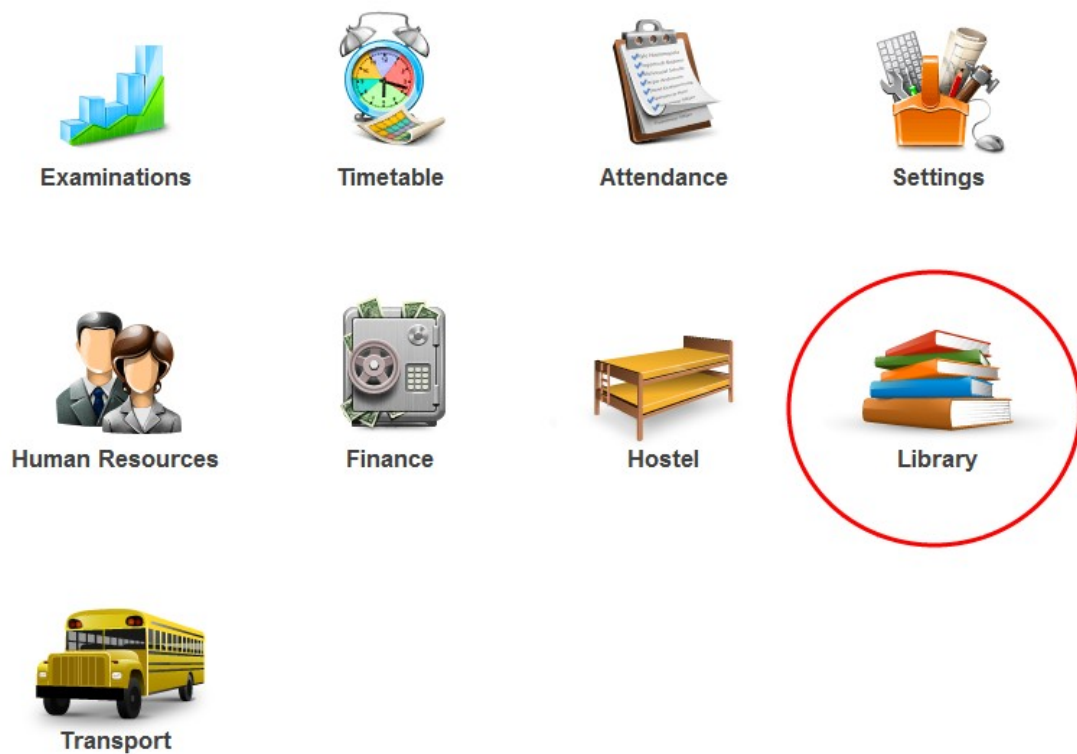 Examinations
Timetable
Attendance
Settings
Human Resources
Finance
Hostel
Library
Transport